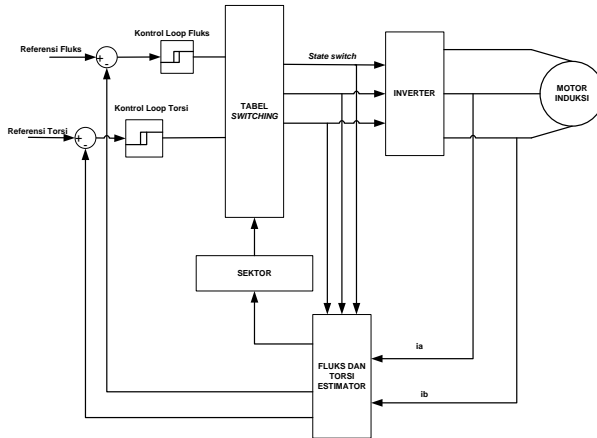 Kontrol Loop Fluks
Referensi Fluks
+
-
State switch
TABEL
SWITCHING
INVERTER
MOTOR
INDUKSI
Kontrol Loop Torsi
Referensi Torsi
+
-
SEKTOR
FLUKS DAN
TORSI
ESTIMATOR
ia
ib